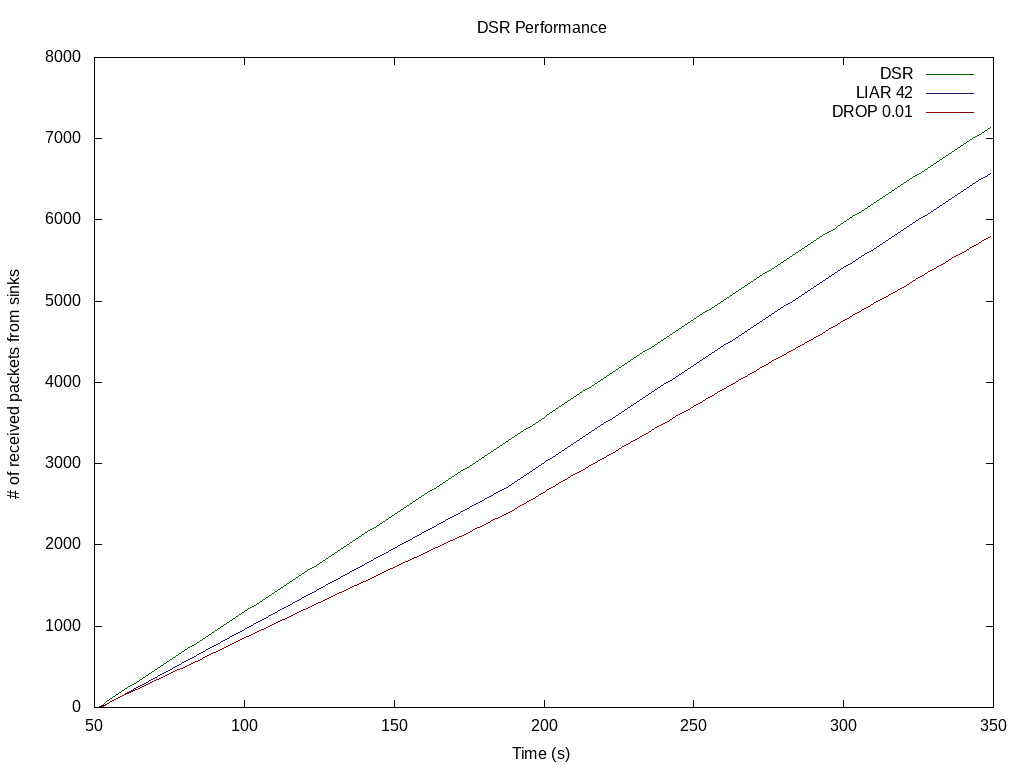 DSR Performance
8000
7000
6000
5000
4000
3000
2000
1000
0
# of received packets from sinks
DSR
LIAR 42
DROP 0.01
50 100 150 200 250 300 350
Time (s)